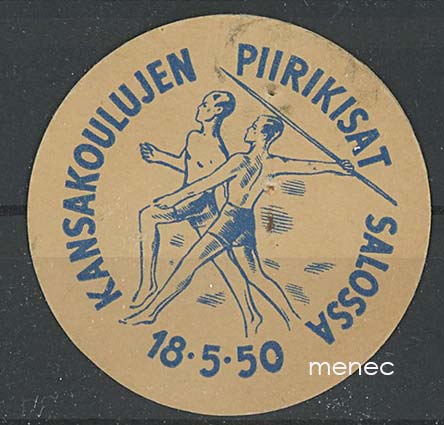 KANSAKOULUJEN PIIRIKISAT SALOSSA
18·5·50
menec